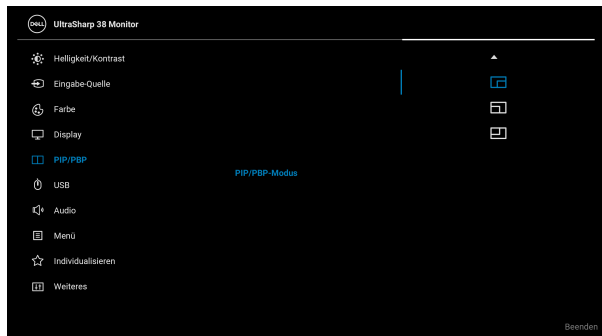 DELL UltraSharp 38 Monitor
Helligkeit/Kontrast
Eingabe-Quelle
Farbe
Display
PIP/PBP
PIP/PBP-Modus
USB
Audio
Menü
Individualisieren
Weiteres
Beenden